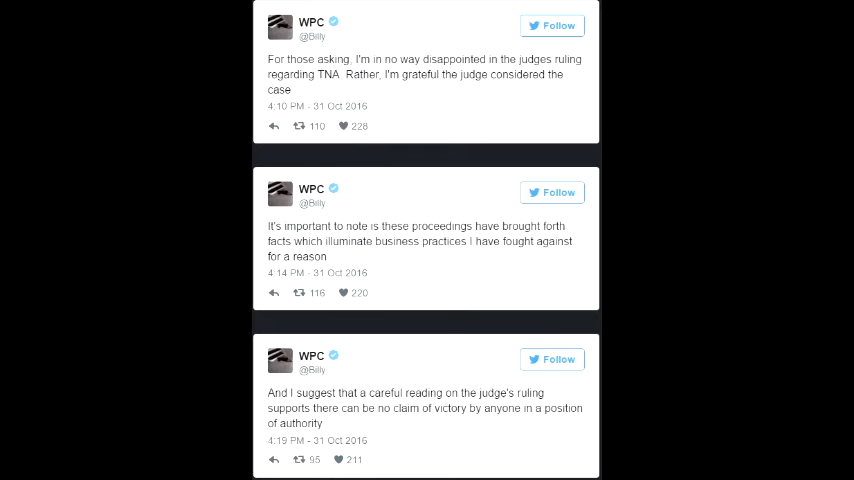 WPC
@Billy
Follow
For those asking, I'm in no way disappointed in the judges ruling
regarding TNA. Rather, I'm grateful the judge considered the
case
4:10 PM - 31 Oct 2016
110 228
WPC
@Billy
Follow
It's important to note is these proceedings have brought forth
facts which illuminate business practices I have fought against
for a reason
4:14 PM - 31 Oct 2016
116 220
WPC
@Billy
Follow
And I suggest that a careful reading on the judge's ruling
supports there can be no claim of victory by anyone in a position
of authority
4:19 PM - 31 Oct 2016
95 211